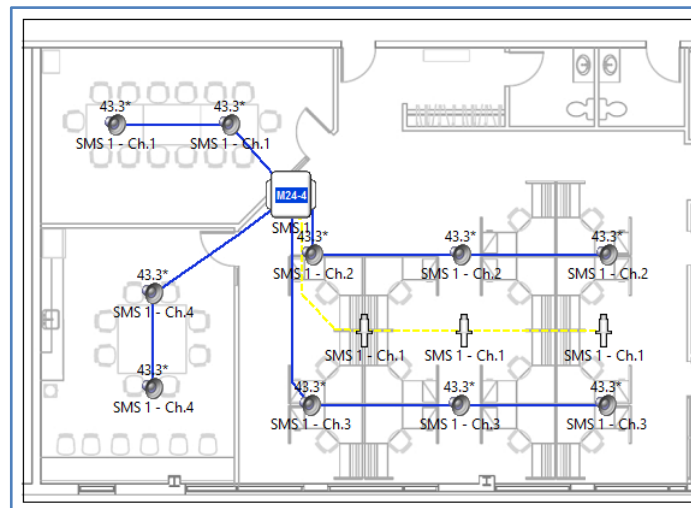 43.3* 43.3*
SMS 1 - Ch.1 SMS 1 - Ch.1
M24-4
SMS 1
43.3* 43.3* 43.3*
SMS 1 - Ch.2 SMS 1 - Ch.2 SMS 1 - Ch.2
43.3*
SMS 1 - Ch.4
SMS 1 - Ch.1 SMS 1 - Ch.1 SMS 1 - Ch.1
43.3*
SMS 1 - Ch.4
43.3* 43.3* 43.3*
SMS 1 - Ch.3 SMS 1 - Ch.3 SMS 1 - Ch.3